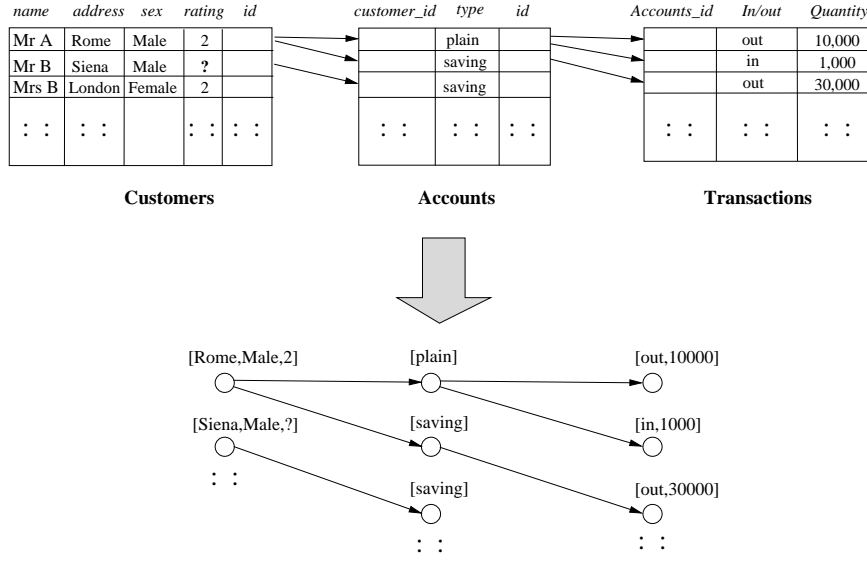 name address sex rating id customer_id type id Accounts_id In/out Quantity
Mr A Rome Male 2 plain out 10,000
Mr B Siena Male ? saving in 1,000
Mrs B London Female 2 saving out 30,000
: : : : : : : : : : : : : : : : : :
Customers Accounts Transactions
[Rome,Male,2] [plain] [out,10000]
[Siena,Male,?] [saving] [in,1000]
: :
[saving] [out,30000]
: : : :